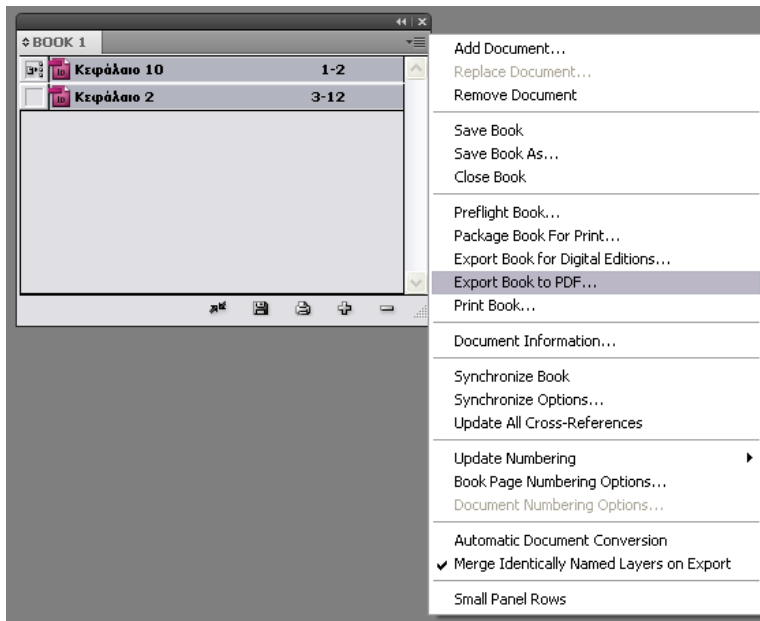 BOOK 1
Κεφάλαιο 10 1-2
Κεφάλαιο 2 3-12
Add Document...
Replace Document...
Remove Document
Save Book
Save Book As...
Close Book
Preflight Book...
Package Book For Print...
Export Book for Digital Editions...
Export Book to PDF...
Print Book...
Document Information...
Synchronize Book
Synchronize Options...
Update All Cross-References
Update Numbering
Book Page Numbering Options...
Document Numbering Options...
Automatic Document Conversion
Merge Identically Named Layers on Export
Small Panel Rows